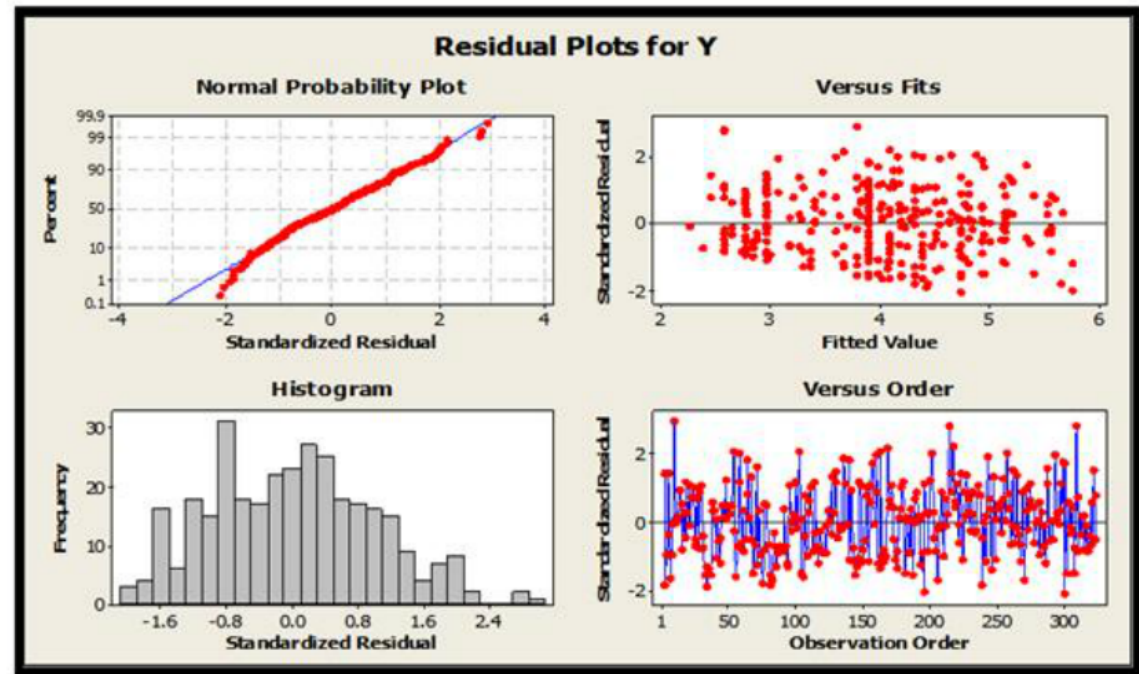 Residual Plots for Y
Normal Probability Plot
99.9
99
90
50
10
1
0.1
Percent
-4 -2 0 2 4
Standardized Residual
Versus Fits
2
0
-2
Standardized Residual
2 3 4 5 6
Fitted Value
Histogram
30
20
10
0
Frequency
-1.6 -0.8 0.0 0.8 1.6 2.4
Standardized Residual
Versus Order
2
0
-2
Standardized Residual
1 50 100 150 200 250 300
Observation Order